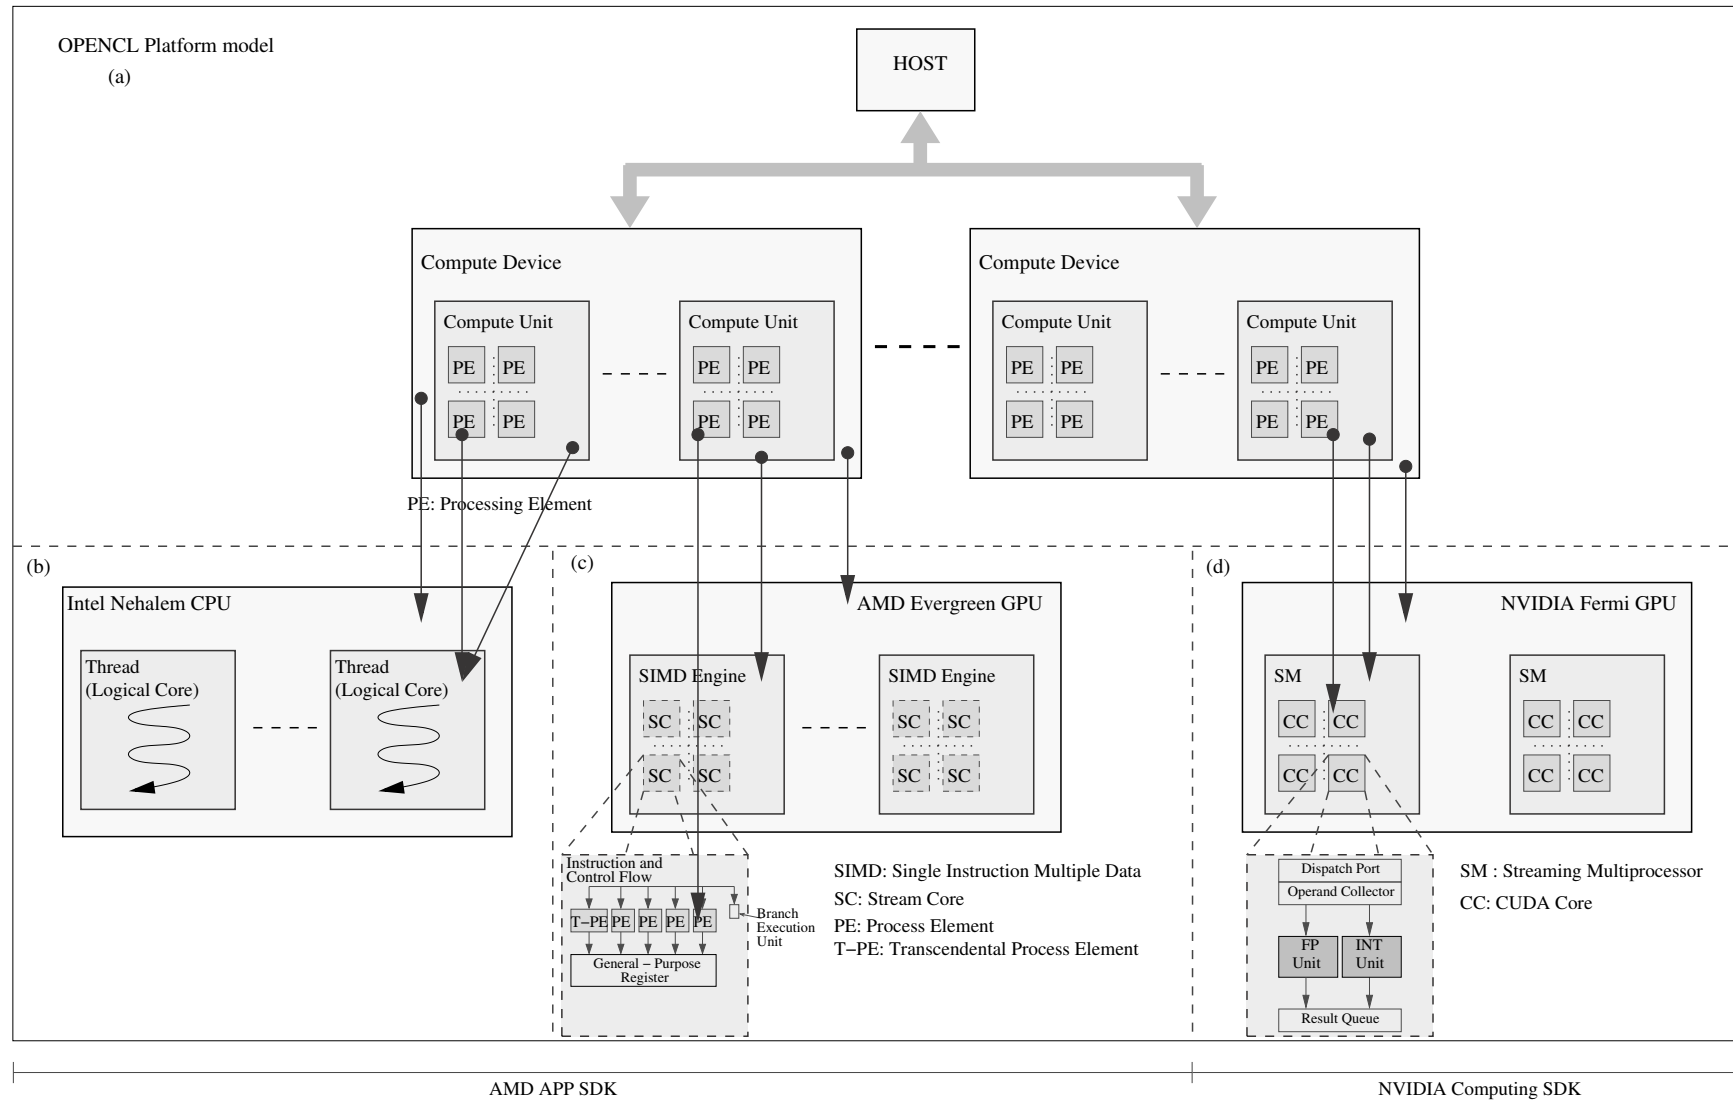 OPENCL Platform model
(a)
HOST
Compute Device
Compute Device
Compute Unit
Compute Unit
Compute Unit
Compute Unit
PE PE PE PE PE PE PE PE
PE PE PE PE PE PE PE PE
PE: Processing Element
(b)
(c)
(d)
Intel Nehalem CPU
AMD Evergreen GPU
NVIDIA Fermi GPU
Thread
(Logical Core)
Thread
(Logical Core)
SIMD Engine
SIMD Engine
SM
SM
SC SC SC SC
CC CC CC CC
SC SC SC SC
CC CC CC CC
Instruction and
Control Flow
T−PE PE PE PE PE
Branch
Execution
Unit
General − Purpose
Register
SIMD: Single Instruction Multiple Data
SC: Stream Core
PE: Process Element
T−PE: Transcendental Process Element
Dispatch Port
Operand Collector
FP
Unit
INT
Unit
Result Queue
SM : Streaming Multiprocessor
CC: CUDA Core
AMD APP SDK
NVIDIA Computing SDK